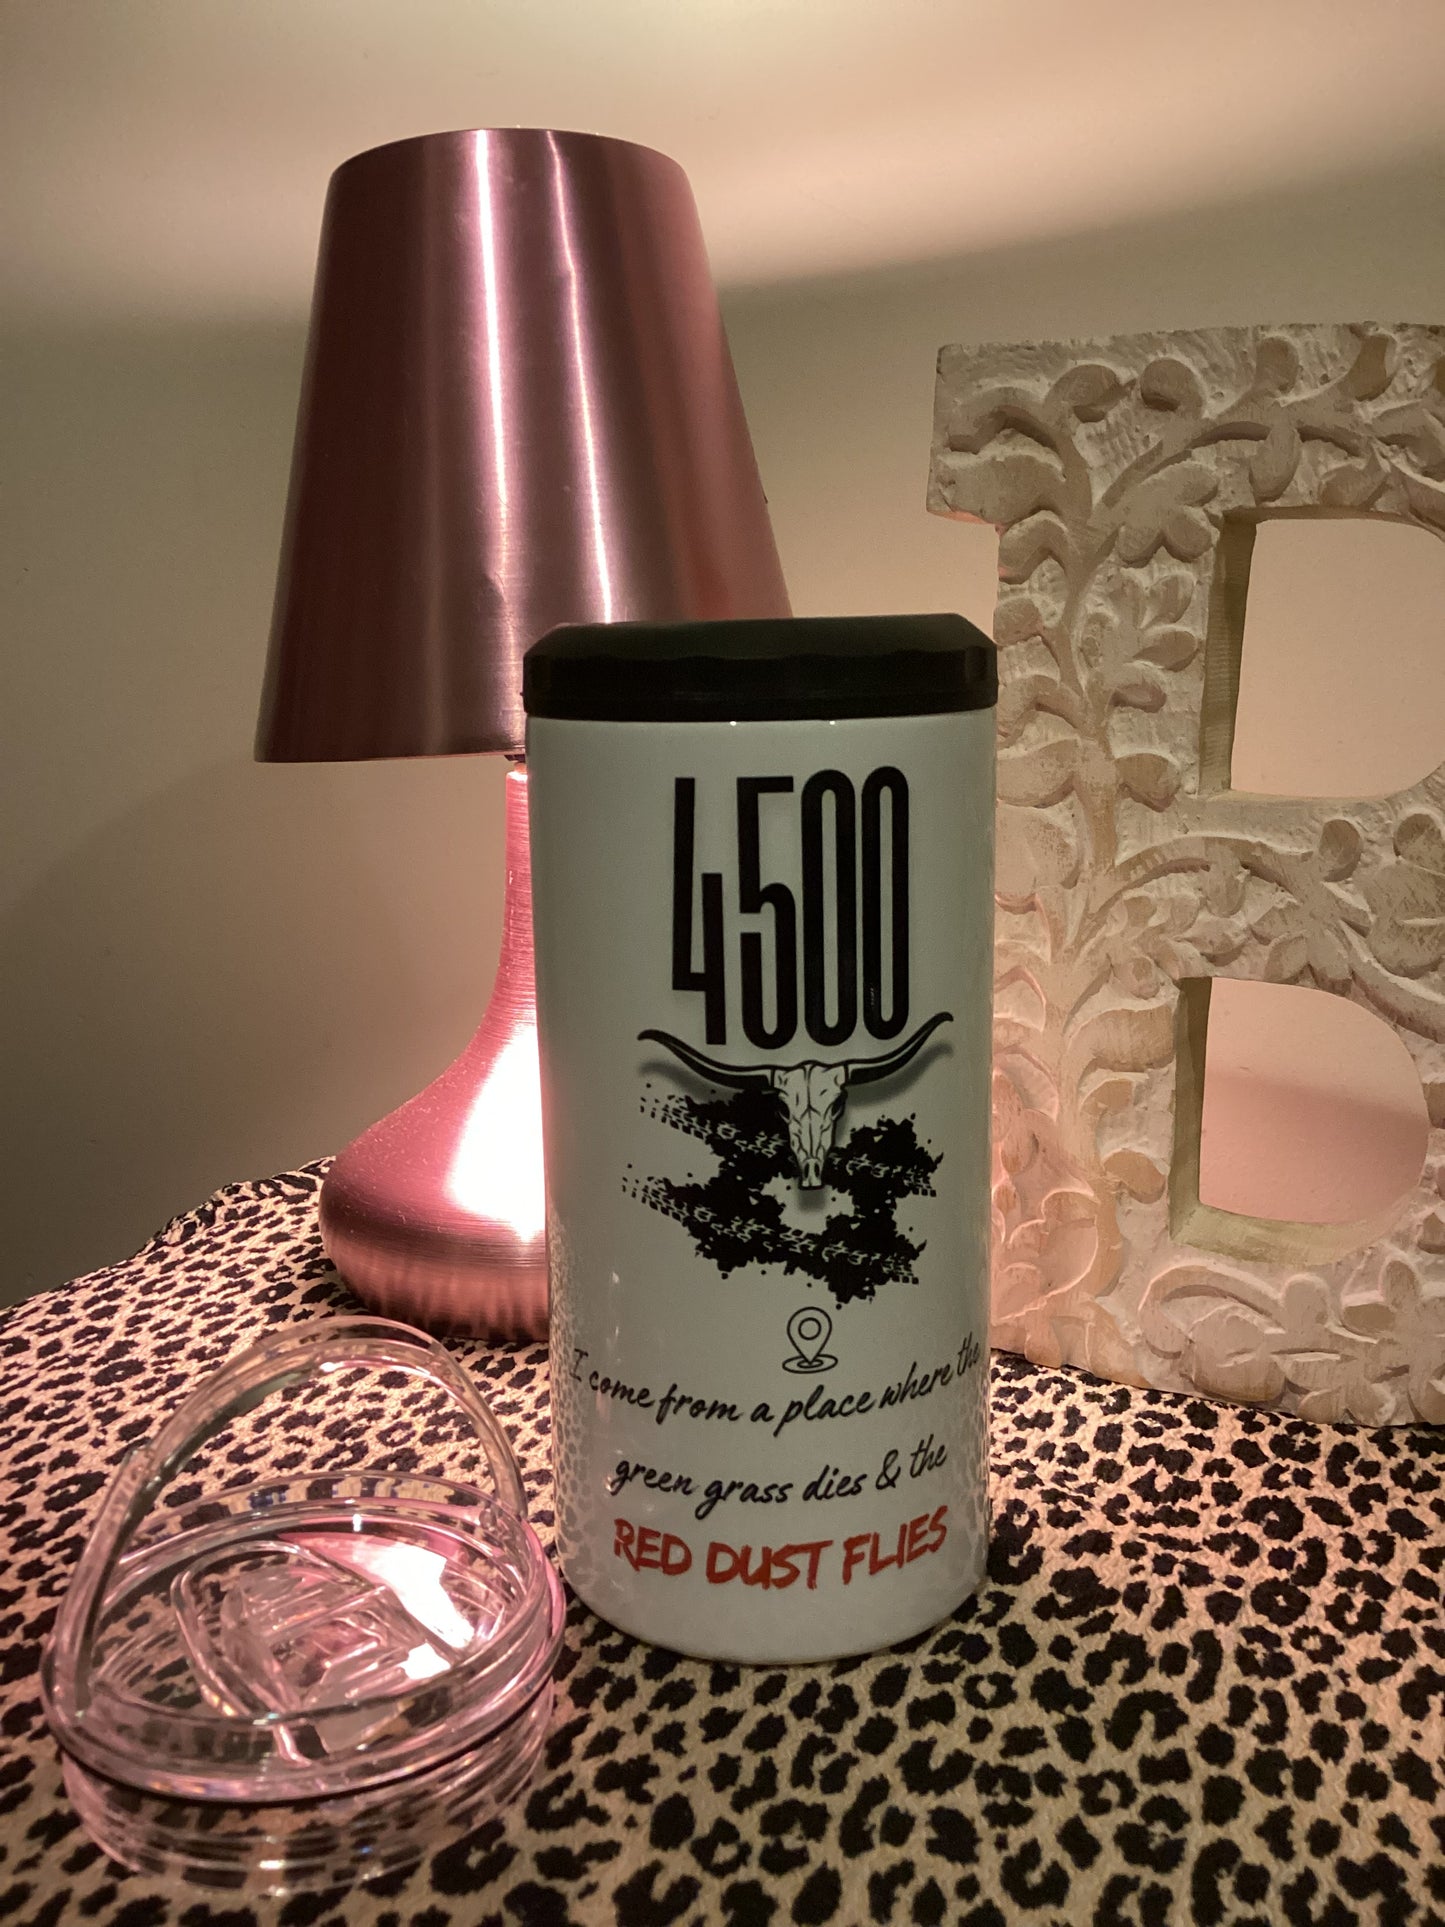 4500
I come from a place where the
green grass dies & the
RED DUST FLIES
B